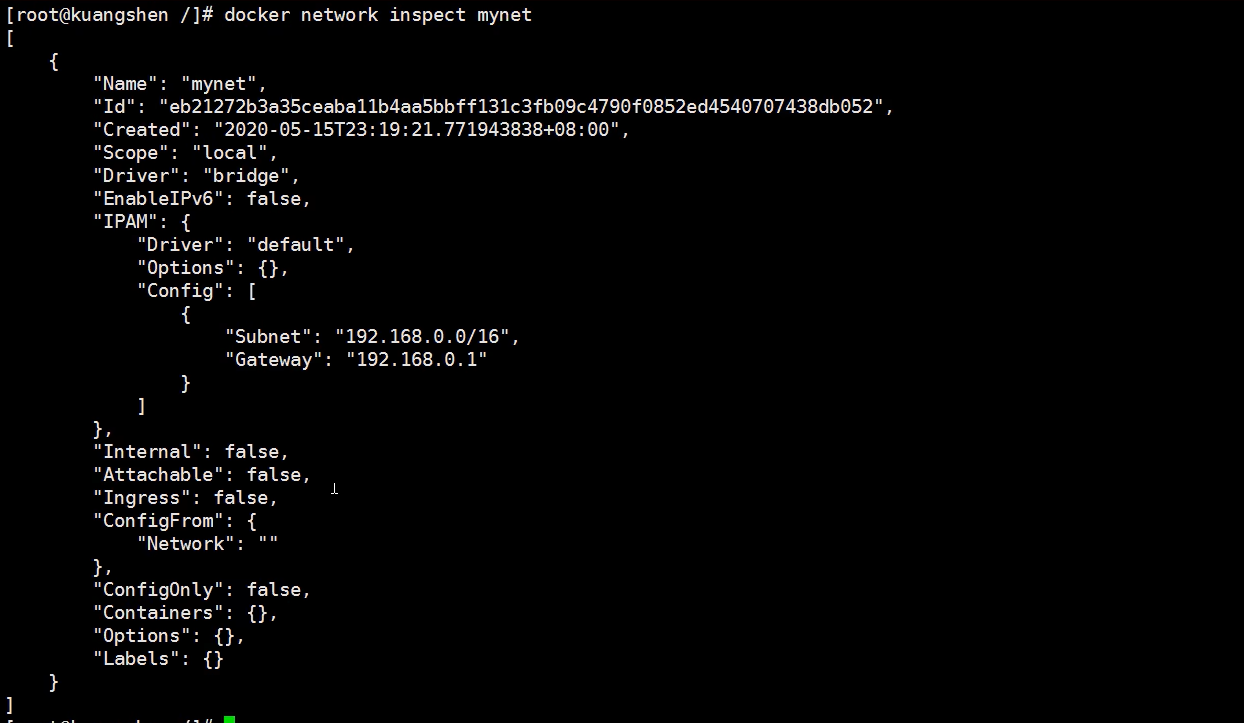 [root@kuangshen /]# docker network inspect mynet
[
    {
        "Name": "mynet",
        "Id": "eb21272b3a35ceaba11b4aa5bbff131c3fb09c4790f0852ed4540707438db052",
        "Created": "2020-05-15T23:19:21.771943838+08:00",
        "Scope": "local",
        "Driver": "bridge",
        "EnableIPv6": false,
        "IPAM": {
            "Driver": "default",
            "Options": {},
            "Config": [
                {
                    "Subnet": "192.168.0.0/16",
                    "Gateway": "192.168.0.1"
                }
            ]
        },
        "Internal": false,
        "Attachable": false,
        "Ingress": false,
        "ConfigFrom": {
            "Network": ""
        },
        "ConfigOnly": false,
        "Containers": {},
        "Options": {},
        "Labels": {}
    }
]
[root@kuangshen /]#